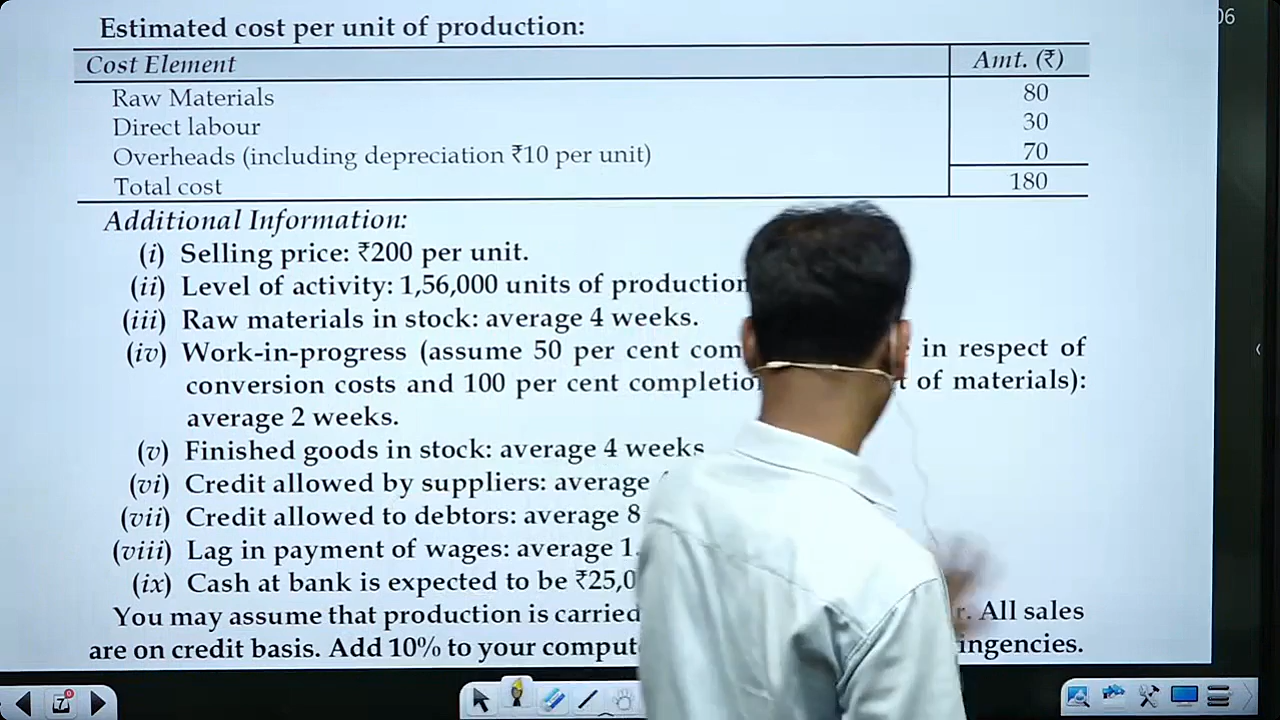 06
Estimated cost per unit of production:
Cost Element Amt. (₹)
Raw Materials 80
Direct labour 30
Overheads (including depreciation ₹10 per unit) 70
Total cost 180
Additional Information:
(i) Selling price: ₹200 per unit.
(ii) Level of activity: 1,56,000 units of production
(iii) Raw materials in stock: average 4 weeks.
(iv) Work-in-progress (assume 50 per cent in respect of
conversion costs and 100 per cent of materials):
average 2 weeks.
(v) Finished goods in stock: average 4 weeks
(vi) Credit allowed by suppliers: average
(vii) Credit allowed to debtors: average 8
(viii) Lag in payment of wages: average 1.
(ix) Cash at bank is expected to be ₹25,0
You may assume that production is carried All sales
are on credit basis. Add 10% to your